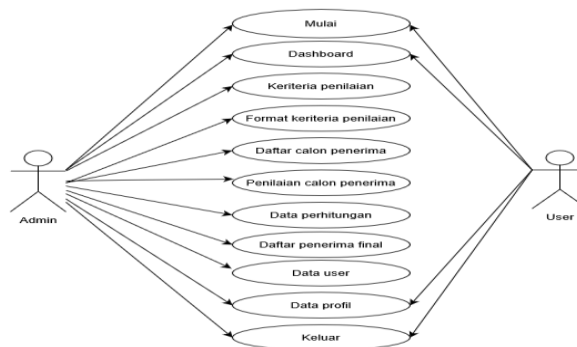 Mulai
Dashboard
Keriteria penilaian
Format keriteria penilaian
Daftar calon penerima
Penilaian calon penerima
Data perhitungan
Daftar penerima final
Data user
Data profil
Keluar
Admin
User